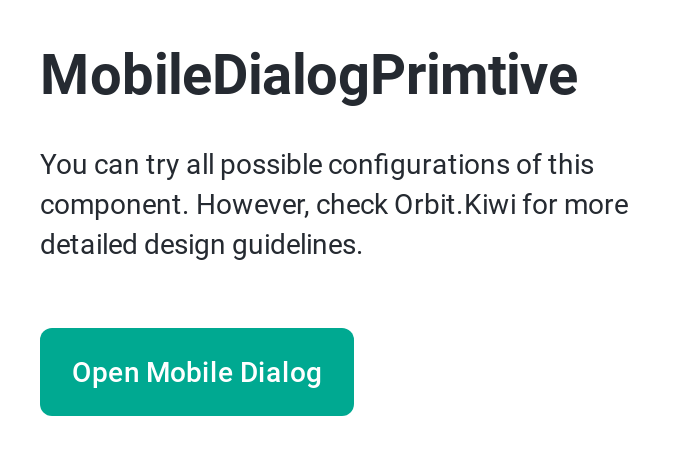 MobileDialogPrimtive
You can try all possible configurations of this
component. However, check Orbit.Kiwi for more
detailed design guidelines.
Open Mobile Dialog